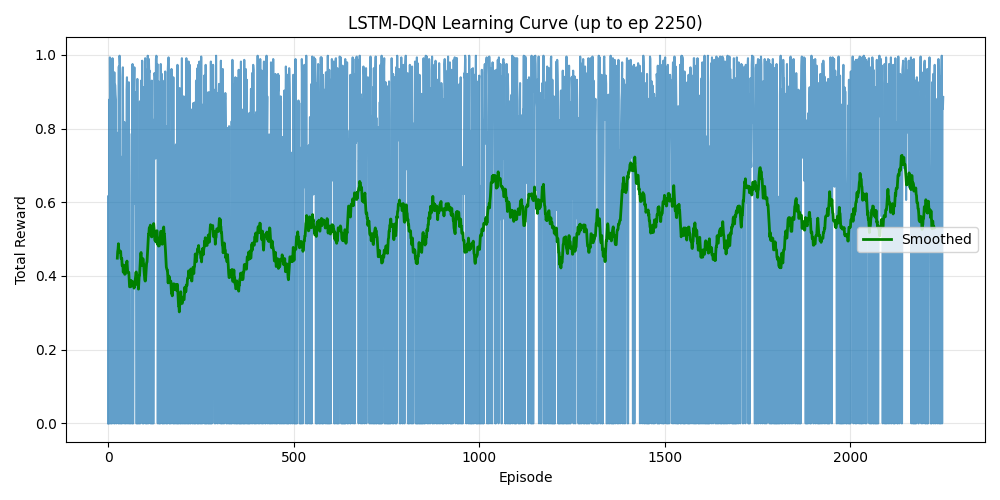 LSTM-DQN Learning Curve (up to ep 2250)
Total Reward
1.0
0.8
0.6
0.4
0.2
0.0
Smoothed
0 500 1000 1500 2000
Episode